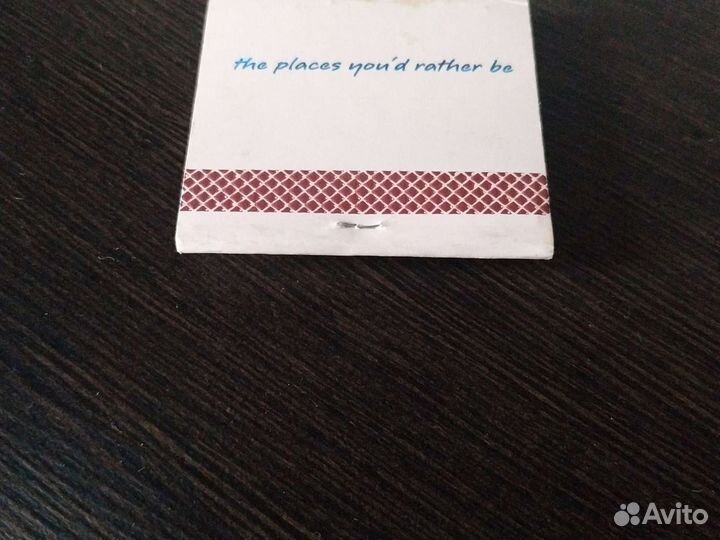 the places you'd rather be
Avito